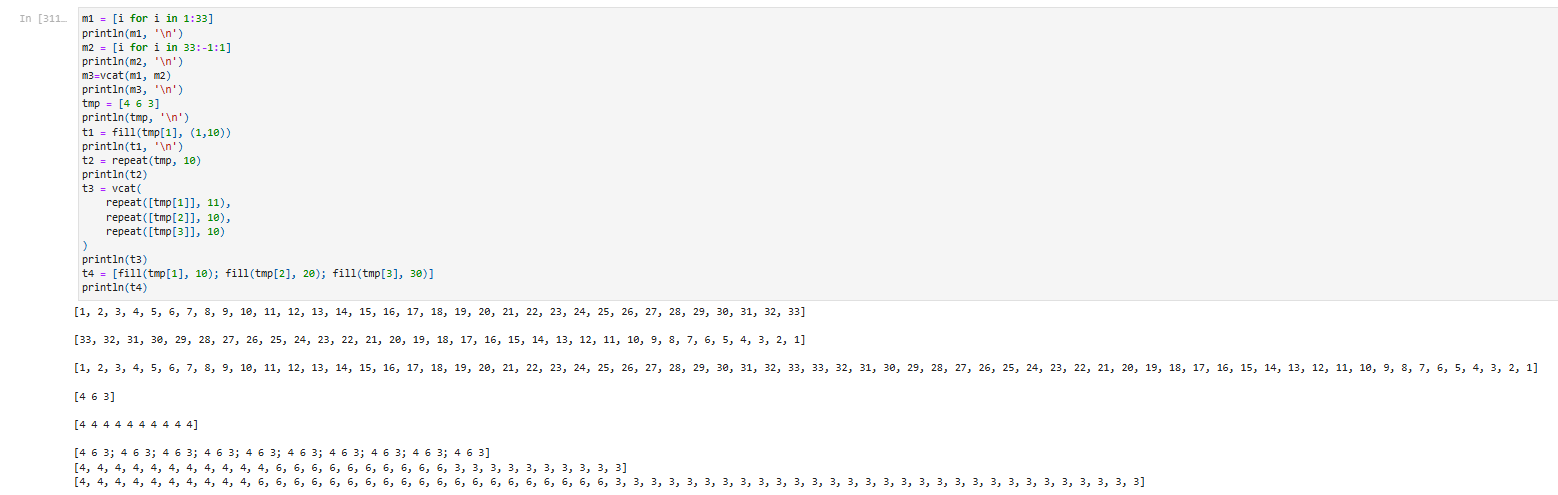 In [311…
m1 = [i for i in 1:33]
println(m1, '\n')
m2 = [i for i in 33:-1:1]
println(m2, '\n')
m3=vcat(m1, m2)
println(m3, '\n')
tmp = [4 6 3]
println(tmp, '\n')
t1 = fill(tmp[1], (1,10))
println(t1, '\n')
t2 = repeat(tmp, 10)
println(t2)
t3 = vcat(
    repeat([tmp[1]], 11),
    repeat([tmp[2]], 10),
    repeat([tmp[3]], 10)
)
println(t3)
t4 = [fill(tmp[1], 10); fill(tmp[2], 20); fill(tmp[3], 30)]
println(t4)
[1, 2, 3, 4, 5, 6, 7, 8, 9, 10, 11, 12, 13, 14, 15, 16, 17, 18, 19, 20, 21, 22, 23, 24, 25, 26, 27, 28, 29, 30, 31, 32, 33]
[33, 32, 31, 30, 29, 28, 27, 26, 25, 24, 23, 22, 21, 20, 19, 18, 17, 16, 15, 14, 13, 12, 11, 10, 9, 8, 7, 6, 5, 4, 3, 2, 1]
[1, 2, 3, 4, 5, 6, 7, 8, 9, 10, 11, 12, 13, 14, 15, 16, 17, 18, 19, 20, 21, 22, 23, 24, 25, 26, 27, 28, 29, 30, 31, 32, 33, 33, 32, 31, 30, 29, 28, 27, 26, 25, 24, 23, 22, 21, 20, 19, 18, 17, 16, 15, 14, 13, 12, 11, 10, 9, 8, 7, 6, 5, 4, 3, 2, 1]
[4 6 3]
[4 4 4 4 4 4 4 4 4 4]
[4 6 3; 4 6 3; 4 6 3; 4 6 3; 4 6 3; 4 6 3; 4 6 3; 4 6 3; 4 6 3; 4 6 3]
[4, 4, 4, 4, 4, 4, 4, 4, 4, 4, 4, 6, 6, 6, 6, 6, 6, 6, 6, 6, 6, 3, 3, 3, 3, 3, 3, 3, 3, 3, 3]
[4, 4, 4, 4, 4, 4, 4, 4, 4, 4, 6, 6, 6, 6, 6, 6, 6, 6, 6, 6, 6, 6, 6, 6, 6, 6, 6, 6, 6, 6, 3, 3, 3, 3, 3, 3, 3, 3, 3, 3, 3, 3, 3, 3, 3, 3, 3, 3, 3, 3, 3, 3, 3, 3, 3, 3, 3, 3, 3, 3]